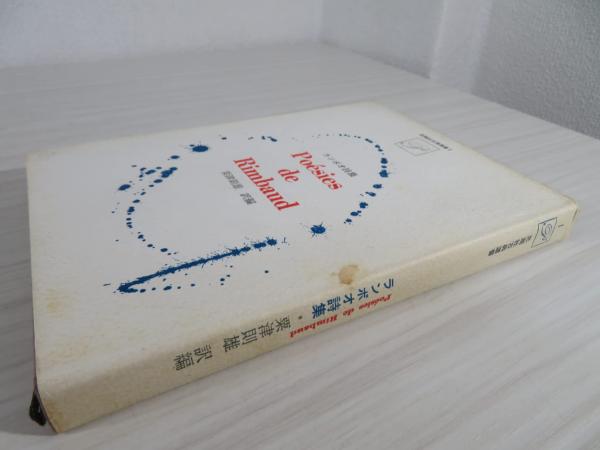 ランボオ詩集
Poésies
de
Rimbaud
粟津則雄 訳編
1
ランボオ詩集・粟津則雄 訳編
Poésies de Rimbaud